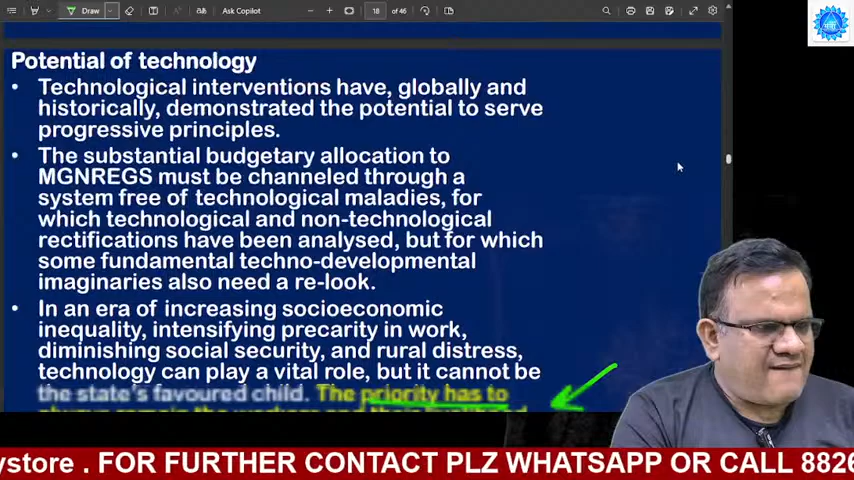 Draw
Ask Copilot
18 of 46
Potential of technology
• Technological interventions have, globally and
historically, demonstrated the potential to serve
progressive principles.
• The substantial budgetary allocation to
MGNREGS must be channeled through a
system free of technological maladies, for
which technological and non-technological
rectifications have been analysed, but for which
some fundamental techno-developmental
imaginaries also need a re-look.
• In an era of increasing socioeconomic
inequality, intensifying precarity in work,
diminishing social security, and rural distress,
technology can play a vital role, but it cannot be
the state's favoured child. The priority has to
ystore . FOR FURTHER CONTACT PLZ WHATSAPP OR CALL 8826